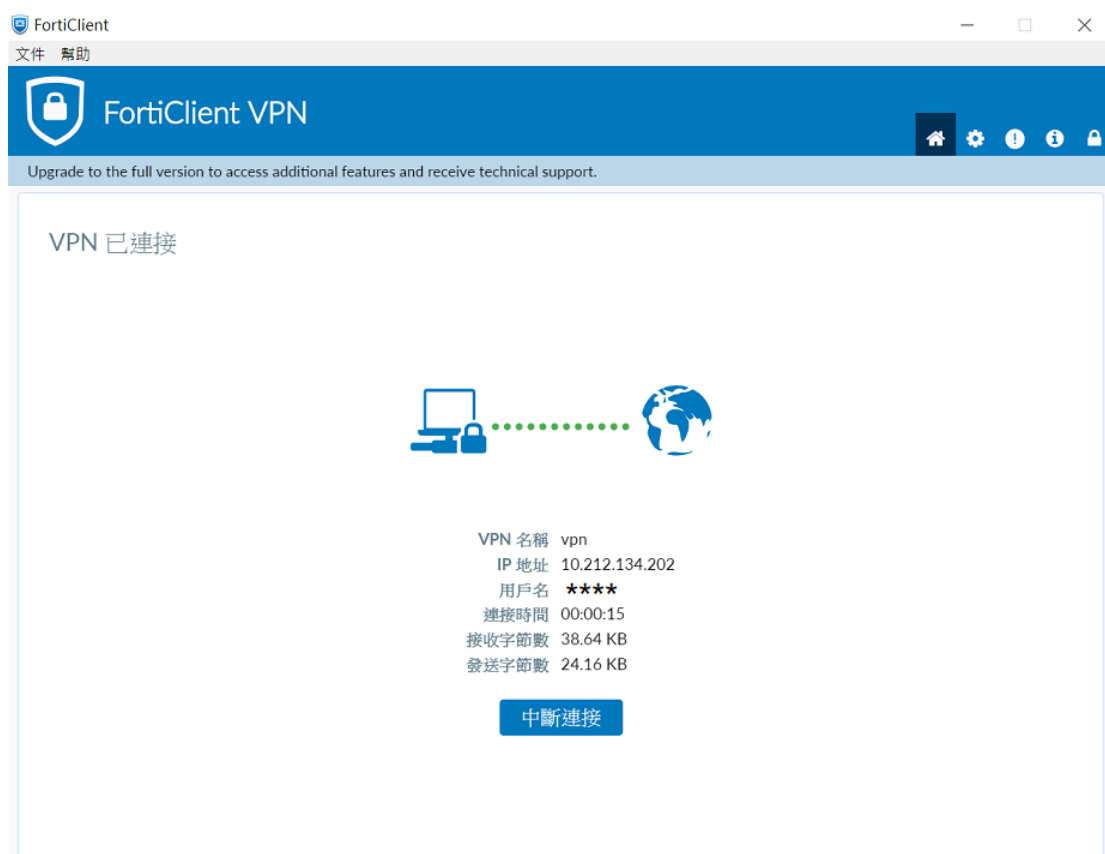 FortiClient
文件 幫助
FortiClient VPN
Upgrade to the full version to access additional features and receive technical support.
VPN 已連接
VPN 名稱 vpn
IP 地址 10.212.134.202
用戶名 ****
連接時間 00:00:15
接收字節數 38.64 KB
發送字節數 24.16 KB
中斷連接